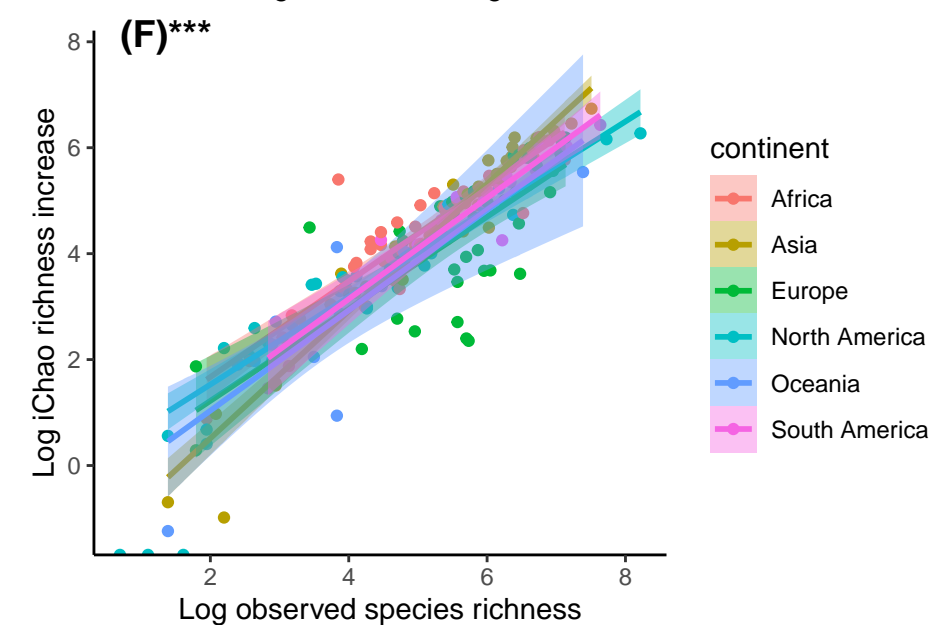 (F)***
8
6
4
2
0
Log iChao richness increase
2 4 6 8
Log observed species richness
continent
Africa
Asia
Europe
North America
Oceania
South America